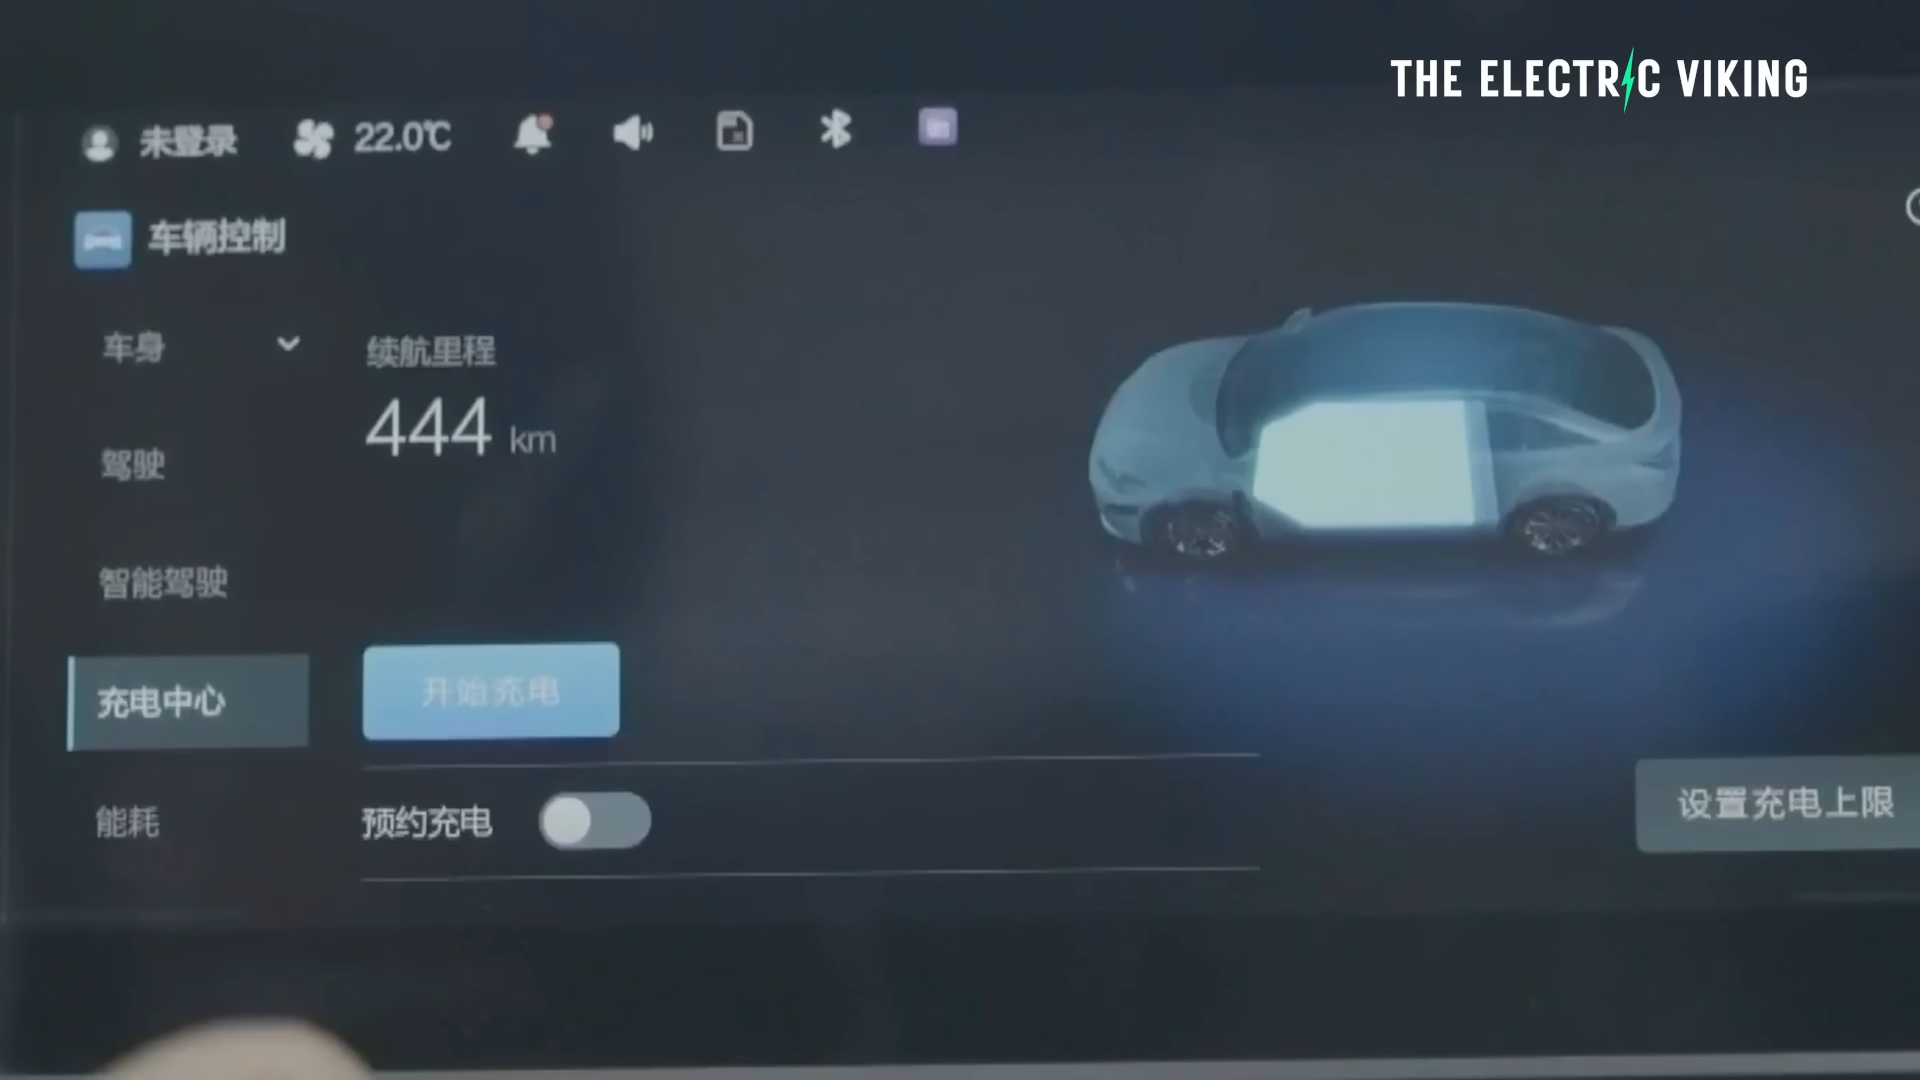 THE ELECTRIC VIKING
未登录 22.0℃
车辆控制
车身
续航里程
444 km
驾驶
智能驾驶
充电中心
开始充电
设置充电上限
能耗
预约充电